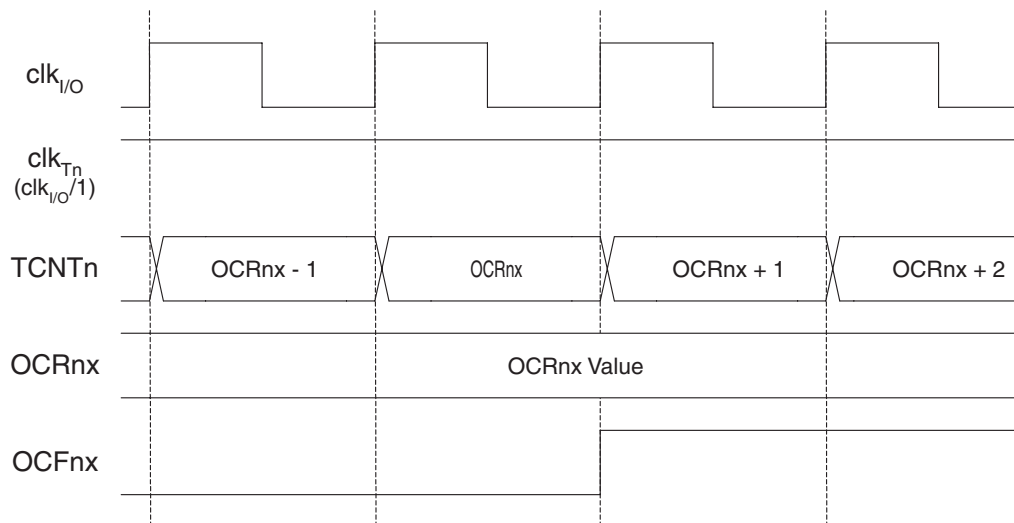 clkI/O
clkTn
(clkI/O/1)
TCNTn
OCRnx - 1
OCRnx
OCRnx + 1
OCRnx + 2
OCRnx
OCRnx Value
OCFnx